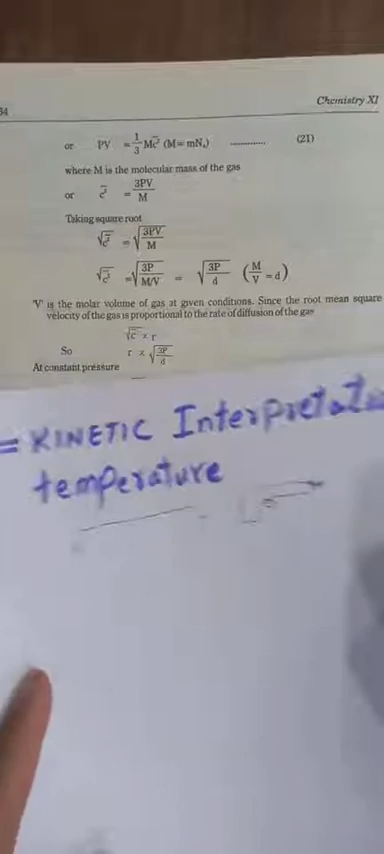 34
Chemistry XI
or PV = 1/3 Mc̄² (M = mNₐ) ............. (21)
where M is the molecular mass of the gas
or c̄² = 3PV/M
Taking square root
√c̄² = √(3PV/M)
√c̄² = √(3P/(M/V)) = √(3P/d) (M/V = d)
'V' is the molar volume of gas at given conditions. Since the root mean square
velocity of the gas is proportional to the rate of diffusion of the gas
√c̄² ∝ r
So r ∝ √(3P/d)
At constant pressure
= KINETIC Interpretati
temperature